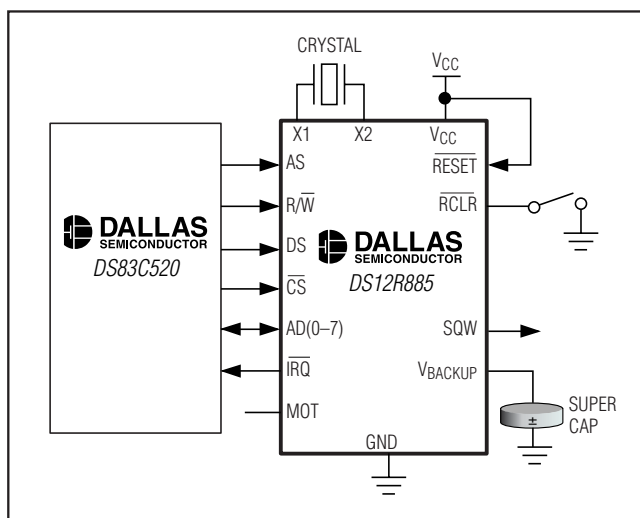 CRYSTAL
VCC
X1
X2
VCC
AS
RESET
R/W
RCLR
DALLAS
SEMICONDUCTOR
DS83C520
DS
DALLAS
SEMICONDUCTOR
DS12R885
CS
AD(0–7)
SQW
IRQ
VBACKUP
MOT
SUPER
CAP
±
GND